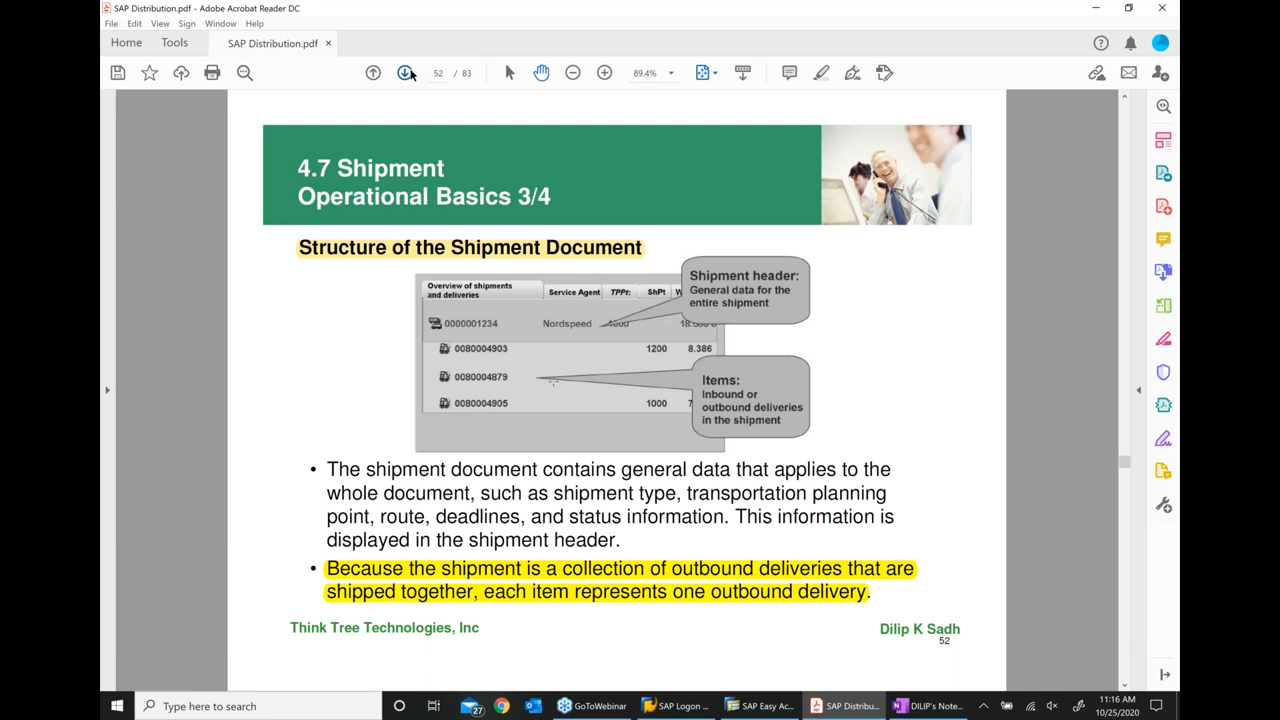 SAP Distribution.pdf - Adobe Acrobat Reader DC
File Edit View Sign Window Help
Home Tools SAP Distribution.pdf ×
52 / 83 89.4%
4.7 Shipment
Operational Basics 3/4
Structure of the Shipment Document
Overview of shipments
and deliveries
Service Agent TPPt: ShPt
Shipment header:
General data for the
entire shipment
0000001234 Nordspeed
0080004903 1200 8.386
0080004879
0080004905 1000
Items:
Inbound or
outbound deliveries
in the shipment
• The shipment document contains general data that applies to the
whole document, such as shipment type, transportation planning
point, route, deadlines, and status information. This information is
displayed in the shipment header.
• Because the shipment is a collection of outbound deliveries that are
shipped together, each item represents one outbound delivery.
Think Tree Technologies, Inc Dilip K Sadh
52
Type here to search
27
GoToWebinar SAP Logon ... SAP Easy Ac... SAP Distribu... DILIP's Note...
11:16 AM
10/25/2020